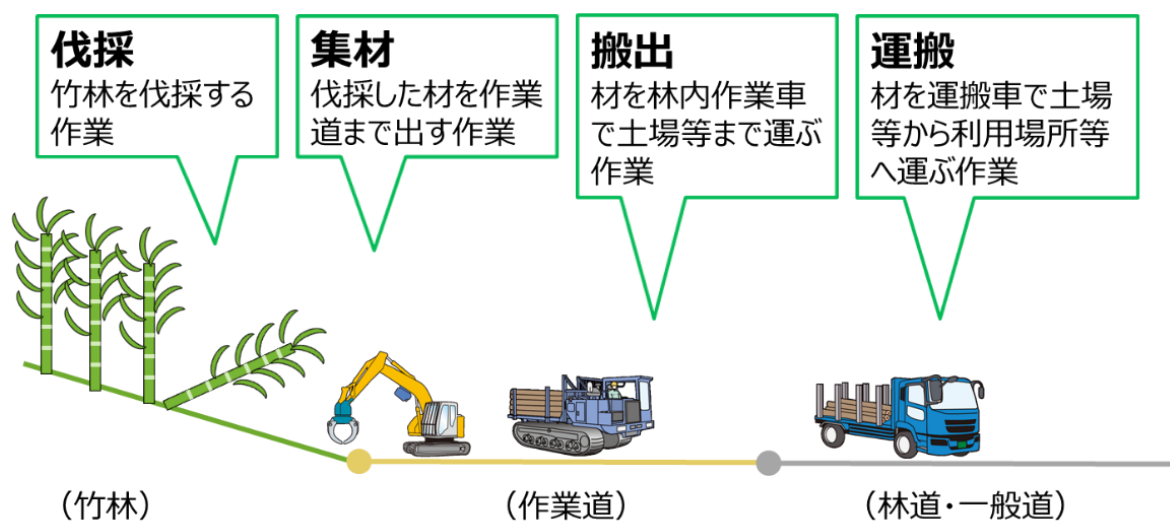 伐採
竹林を伐採する
作業
集材
伐採した材を作業
道まで出す作業
搬出
材を林内作業車
で土場等まで運ぶ
作業
運搬
材を運搬車で土場
等から利用場所等
へ運ぶ作業
（竹林）
（作業道）
（林道・一般道）